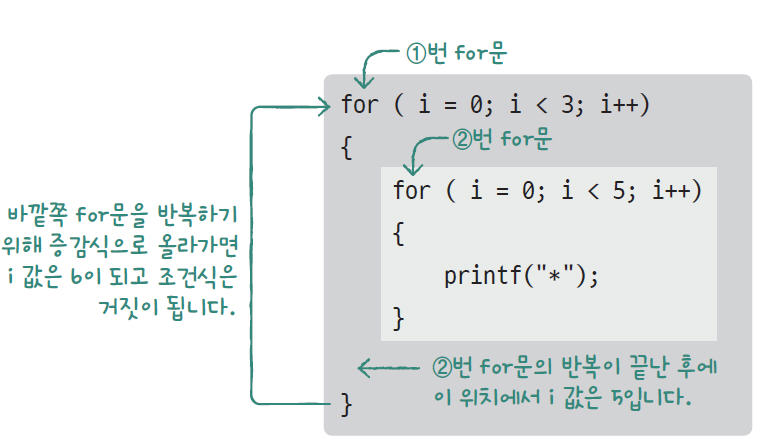 ①번 for문
for ( i = 0; i < 3; i++)
{
②번 for문
for ( i = 0; i < 5; i++)
{
printf("*");
}
바깥쪽 for문을 반복하기
위해 증감식으로 올라가면
i 값은 6이 되고 조건식은
거짓이 됩니다.
②번 for문의 반복이 끝난 후에
이 위치에서 i 값은 5입니다.
}